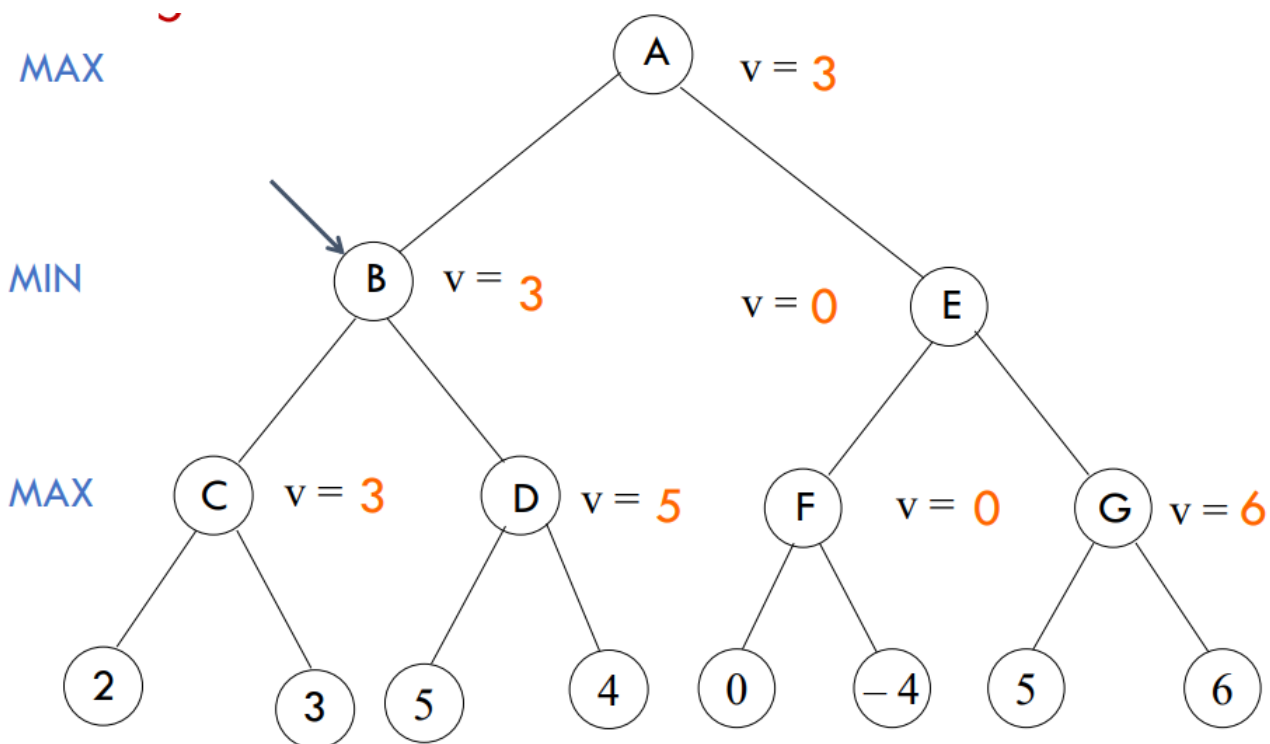 MAX
A
v = 3
MIN
B
v = 3
v = 0
E
MAX
C
v = 3
D
v = 5
F
v = 0
G
v = 6
2
3
5
4
0
– 4
5
6